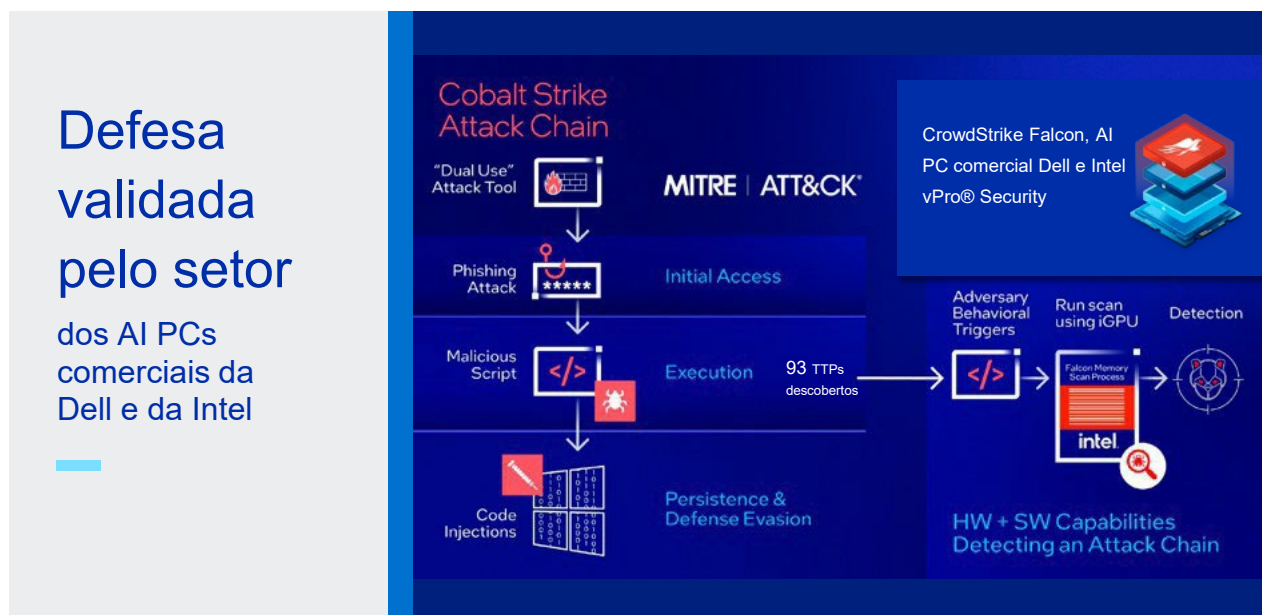 Defesa
validada
pelo setor
dos AI PCs
comerciais da
Dell e da Intel
Cobalt Strike
Attack Chain
"Dual Use"
Attack Tool
MITRE | ATT&CK®
Phishing
Attack
*****
Initial Access
Malicious
Script
</>
Execution
93 TTPs
descobertos
Code
Injections
Persistence &
Defense Evasion
CrowdStrike Falcon, AI
PC comercial Dell e Intel
vPro® Security
Adversary
Behavioral
Triggers
</>
Run scan
using iGPU
Falcon Memory
Scan Process
intel
Detection
HW + SW Capabilities
Detecting an Attack Chain